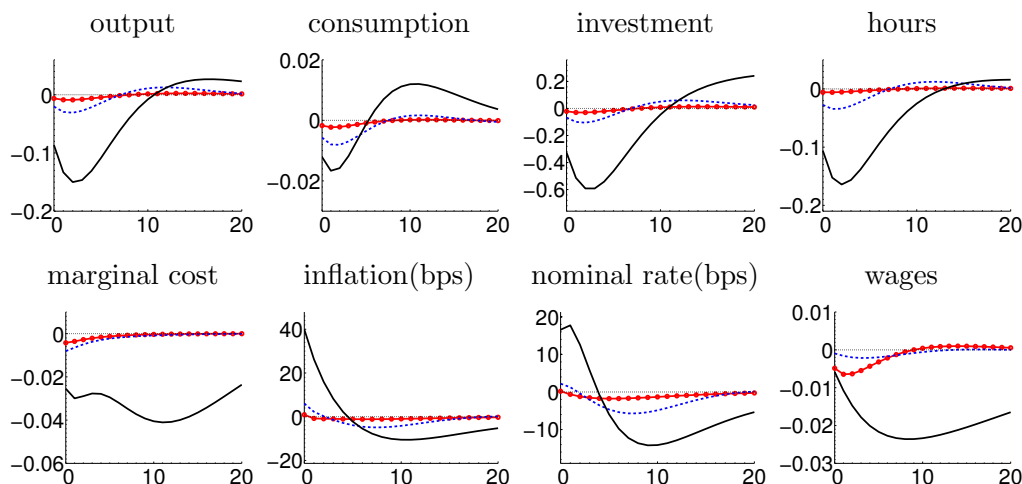 output consumption investment hours
0 -0.1 -0.2 0 10 20
0.02 0 −0.02 0 10 20
0.2 0 -0.2 -0.4 -0.6 0 10 20
0 -0.1 -0.2 0 10 20
marginal cost inflation(bps) nominal rate(bps) wages
0 −0.02 −0.04 −0.06 0 10 20
40 20 0 −20 0 10 20
20 10 0 −10 0 10 20
0.01 0 −0.01 −0.02 −0.03 0 10 20